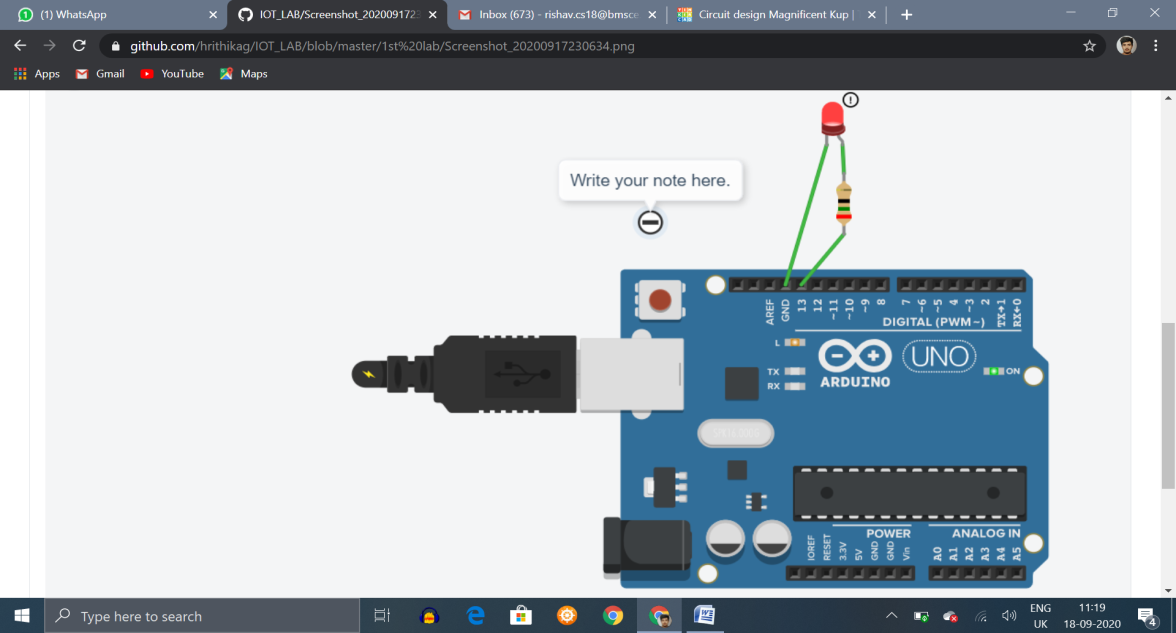 (1) WhatsApp
IOT_LAB/Screenshot_2020091723
Inbox (673) - rishav.cs18@bmsce
Circuit design Magnificent Kup |
github.com/hrithikag/IOT_LAB/blob/master/1st%20lab/Screenshot_20200917230634.png
Apps
Gmail
YouTube
Maps
Write your note here.
AREF
GND
13
12
~11
~10
~9
8
7
~6
~5
4
~3
2
TX→1
RX←0
DIGITAL (PWM~)
L
TX
RX
ARDUINO
UNO
ON
POWER
ANALOG IN
IOREF
RESET
3.3V
5V
GND
GND
Vin
A0
A1
A2
A3
A4
A5
Type here to search
ENG
UK
11:19
18-09-2020
4